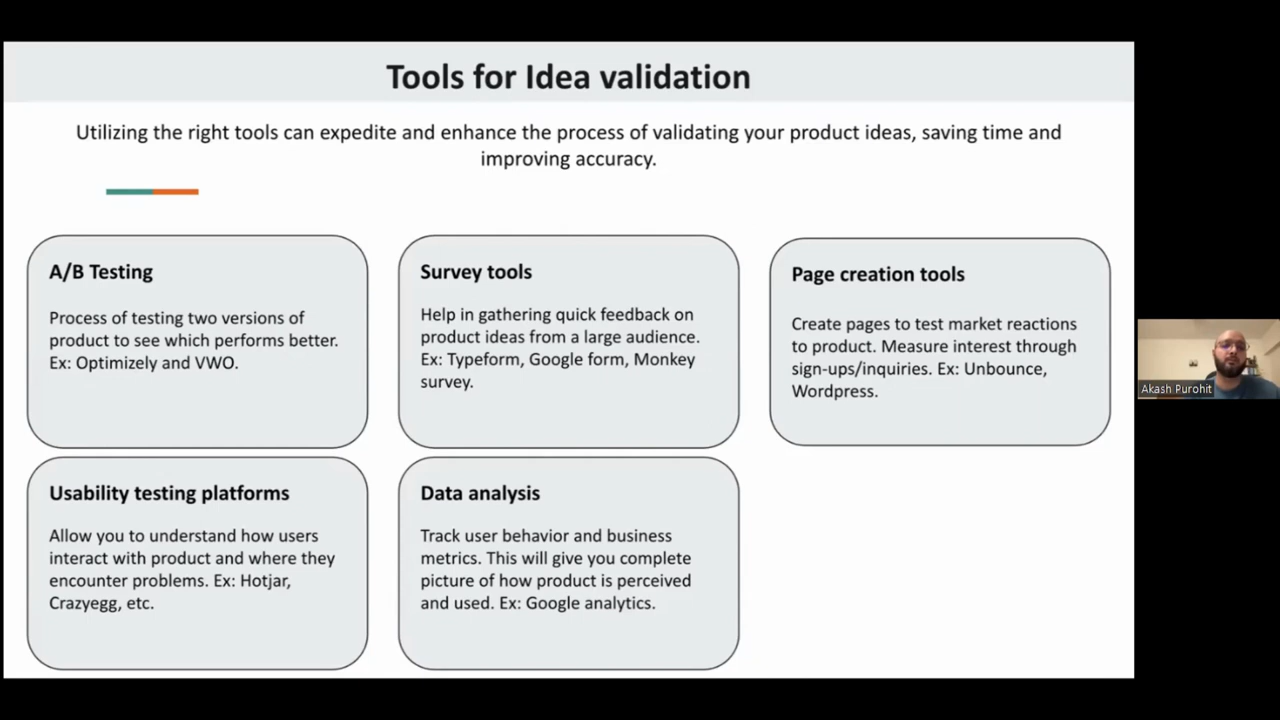 Tools for Idea validation
Utilizing the right tools can expedite and enhance the process of validating your product ideas, saving time and
improving accuracy.
A/B Testing
Process of testing two versions of
product to see which performs better.
Ex: Optimizely and VWO.
Survey tools
Help in gathering quick feedback on
product ideas from a large audience.
Ex: Typeform, Google form, Monkey
survey.
Page creation tools
Create pages to test market reactions
to product. Measure interest through
sign-ups/inquiries. Ex: Unbounce,
Wordpress.
Usability testing platforms
Allow you to understand how users
interact with product and where they
encounter problems. Ex: Hotjar,
Crazyegg, etc.
Data analysis
Track user behavior and business
metrics. This will give you complete
picture of how product is perceived
and used. Ex: Google analytics.
Akash Purohit